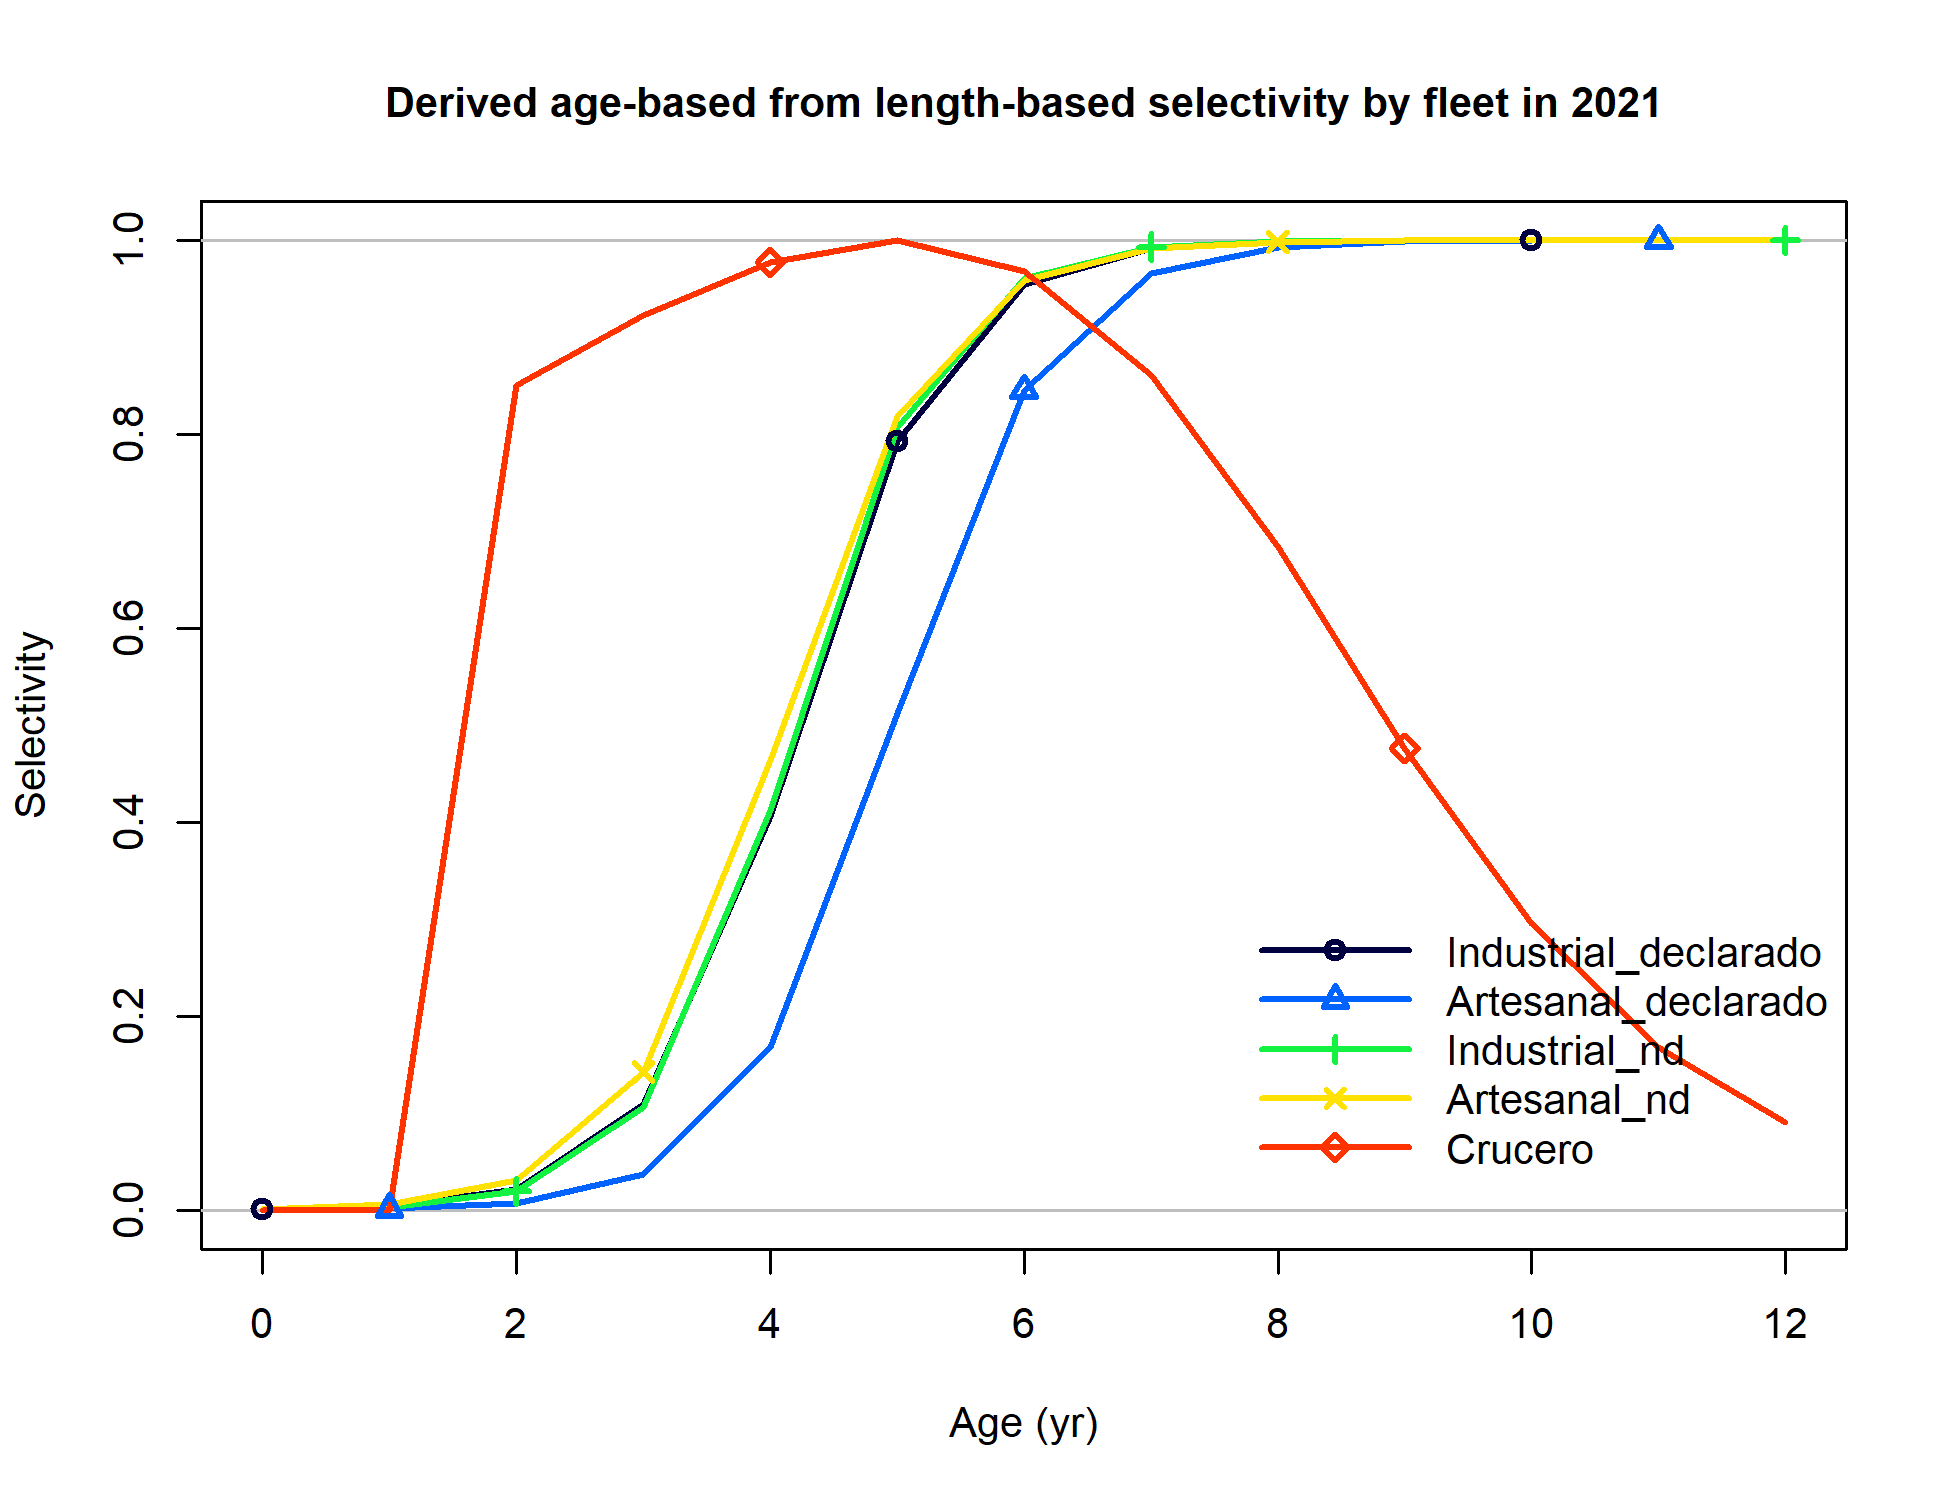 Derived age-based from length-based selectivity by fleet in 2021
Selectivity
1.0
0.8
0.6
0.4
0.2
0.0
Industrial_declarado
Artesanal_declarado
Industrial_nd
Artesanal_nd
Crucero
0 2 4 6 8 10 12
Age (yr)